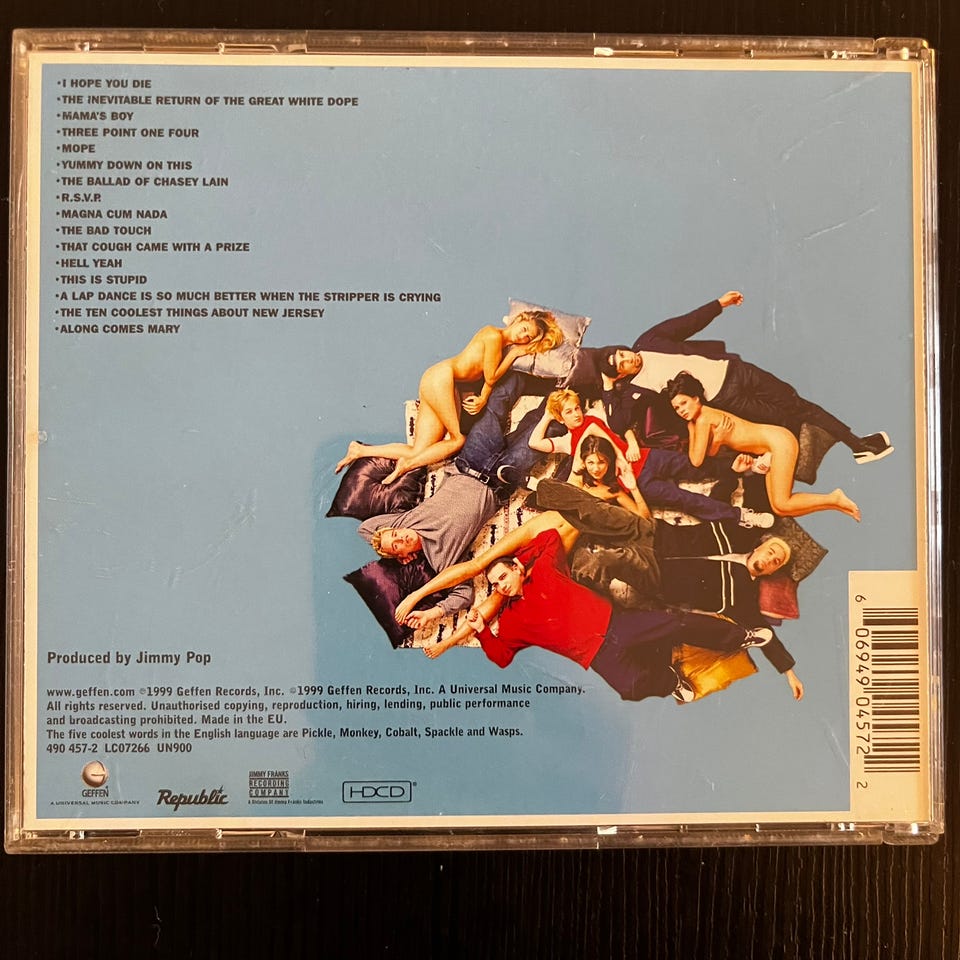 •I HOPE YOU DIE
•THE INEVITABLE RETURN OF THE GREAT WHITE DOPE
•MAMA'S BOY
•THREE POINT ONE FOUR
•MOPE
•YUMMY DOWN ON THIS
•THE BALLAD OF CHASEY LAIN
•R.S.V.P.
•MAGNA CUM NADA
•THE BAD TOUCH
•THAT COUGH CAME WITH A PRIZE
•HELL YEAH
•THIS IS STUPID
•A LAP DANCE IS SO MUCH BETTER WHEN THE STRIPPER IS CRYING
•THE TEN COOLEST THINGS ABOUT NEW JERSEY
•ALONG COMES MARY
Produced by Jimmy Pop
www.geffen.com ℗1999 Geffen Records, Inc. ©1999 Geffen Records, Inc. A Universal Music Company.
All rights reserved. Unauthorised copying, reproduction, hiring, lending, public performance
and broadcasting prohibited. Made in the EU.
The five coolest words in the English language are Pickle, Monkey, Cobalt, Spackle and Wasps.
490 457-2 LC07266 UN900
GEFFEN
A UNIVERSAL MUSIC COMPANY
Republic
JIMMY FRANKS
RECORDING
COMPANY
A Division Of Jimmy Franks Industries
HDCD®
6 06949 04572 2